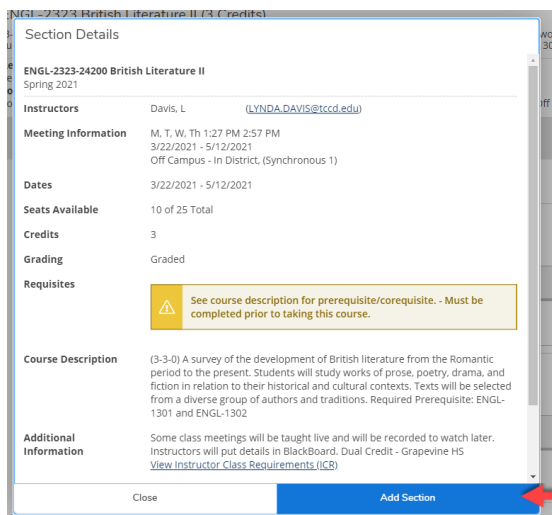 NGL-2323 British Literature II (3 Credits)
Section Details
ENGL-2323-24200 British Literature II
Spring 2021
Instructors Davis, L (LYNDA.DAVIS@tccd.edu)
Meeting Information M, T, W, Th 1:27 PM 2:57 PM
3/22/2021 - 5/12/2021
Off Campus - In District, (Synchronous 1)
Dates 3/22/2021 - 5/12/2021
Seats Available 10 of 25 Total
Credits 3
Grading Graded
Requisites
See course description for prerequisite/corequisite. - Must be
completed prior to taking this course.
Course Description (3-3-0) A survey of the development of British literature from the Romantic
period to the present. Students will study works of prose, poetry, drama, and
fiction in relation to their historical and cultural contexts. Texts will be selected
from a diverse group of authors and traditions. Required Prerequisite: ENGL-
1301 and ENGL-1302
Additional Some class meetings will be taught live and will be recorded to watch later.
Information Instructors will put details in BlackBoard. Dual Credit - Grapevine HS
View Instructor Class Requirements (ICR)
Close Add Section